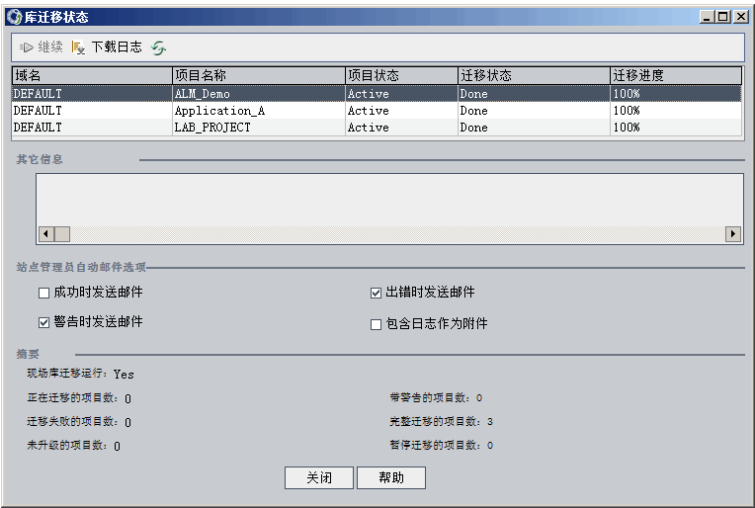 库迁移状态
继续 下载日志
域名 项目名称 项目状态 迁移状态 迁移进度
DEFAULT ALM_Demo Active Done 100%
DEFAULT Application_A Active Done 100%
DEFAULT LAB_PROJECT Active Done 100%
其它信息
站点管理员自动邮件选项
成功时发送邮件 出错时发送邮件
警告时发送邮件 包含日志作为附件
摘要
现场库迁移运行: Yes
正在迁移的项目数: 0 带警告的项目数: 0
迁移失败的项目数: 0 完整迁移的项目数: 3
未升级的项目数: 0 暂停迁移的项目数: 0
关闭 帮助